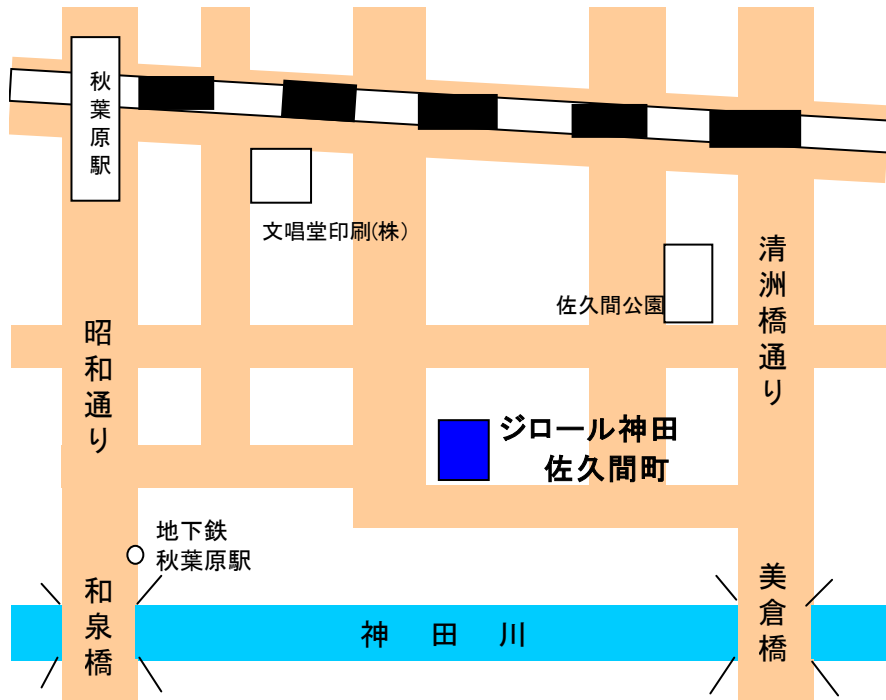 秋葉原駅
文唱堂印刷(株)
清洲橋通り
佐久間公園
昭和通り
ジロール神田
佐久間町
地下鉄
秋葉原駅
和泉橋
美倉橋
神田川